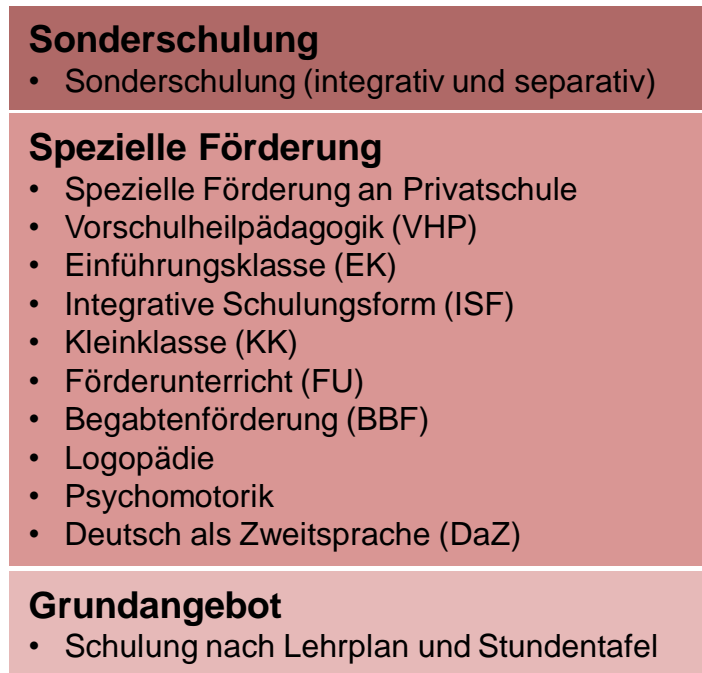 Sonderschulung
• Sonderschulung (integrativ und separativ)
Spezielle Förderung
• Spezielle Förderung an Privatschule
• Vorschulheilpädagogik (VHP)
• Einführungsklasse (EK)
• Integrative Schulungsform (ISF)
• Kleinklasse (KK)
• Förderunterricht (FU)
• Begabtenförderung (BBF)
• Logopädie
• Psychomotorik
• Deutsch als Zweitsprache (DaZ)
Grundangebot
• Schulung nach Lehrplan und Stundentafel